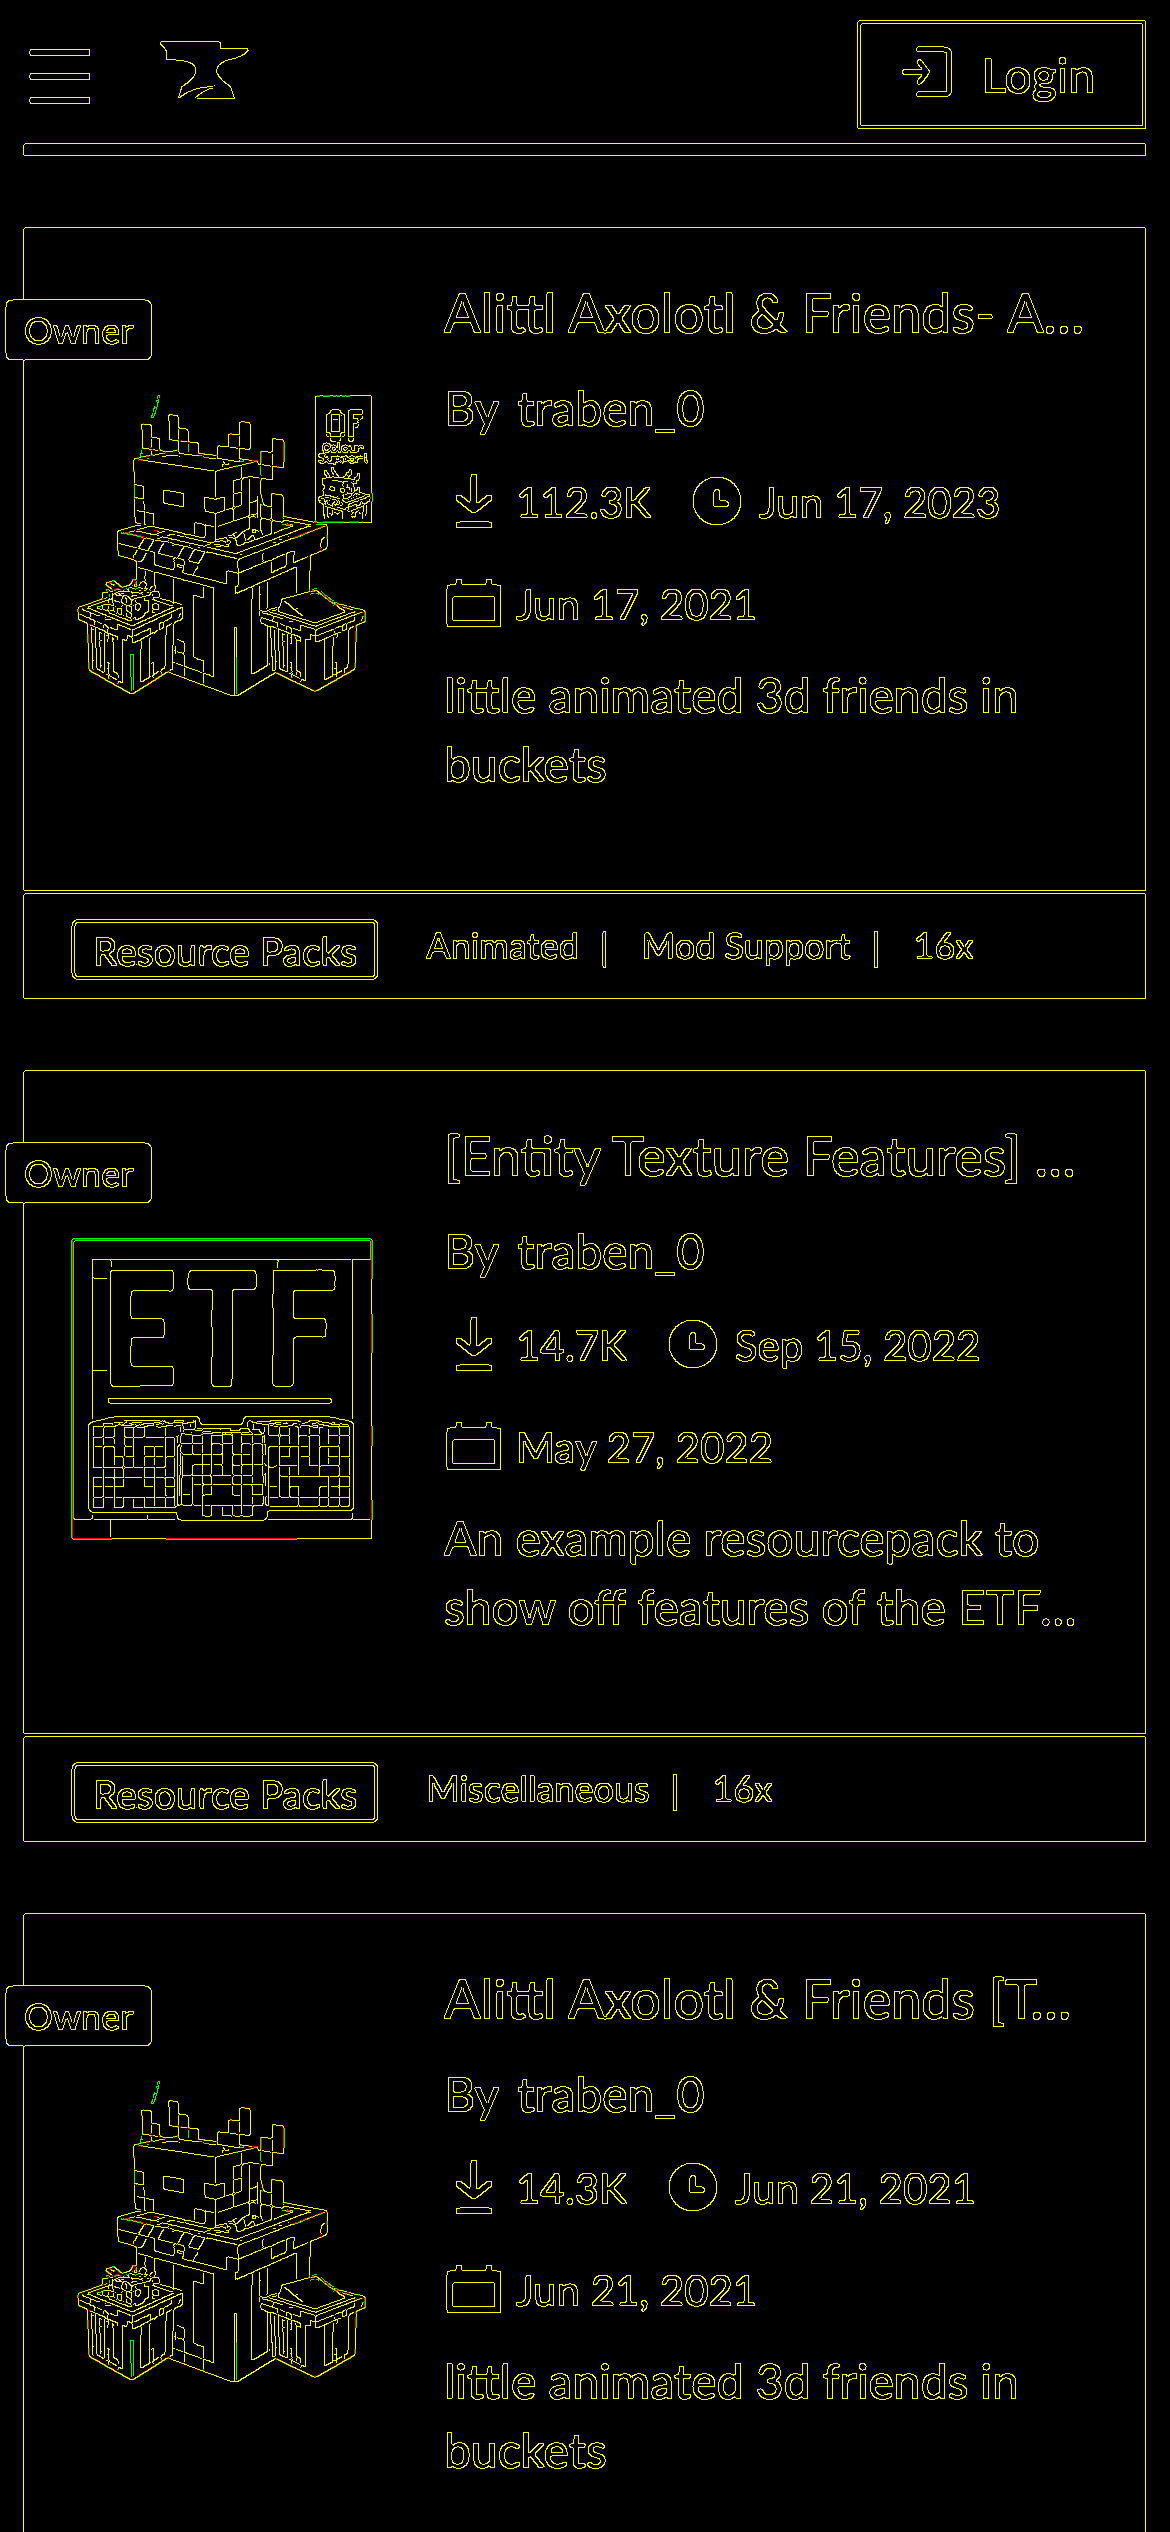 Login
Owner
Alittl Axolotl & Friends- A...
By traben_0
112.3K Jun 17, 2023
Jun 17, 2021
little animated 3d friends in
buckets
OF
Colour
Support
Resource Packs Animated | Mod Support | 16x
Owner
[Entity Texture Features] ...
By traben_0
14.7K Sep 15, 2022
May 27, 2022
An example resourcepack to
show off features of the ETF...
ETF
Resource Packs Miscellaneous | 16x
Owner
Alittl Axolotl & Friends [T...
By traben_0
14.3K Jun 21, 2021
Jun 21, 2021
little animated 3d friends in
buckets